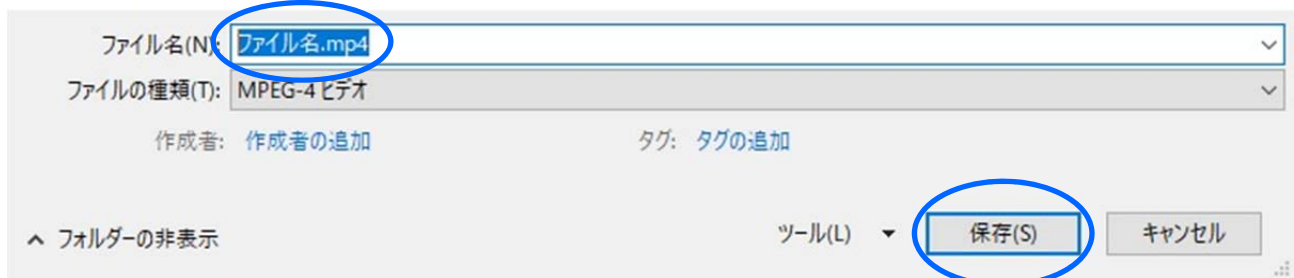 ファイル名(N): ファイル名.mp4
ファイルの種類(T): MPEG-4 ビデオ
作成者: 作成者の追加 タグ: タグの追加
フォルダーの非表示 ツール(L) 保存(S) キャンセル